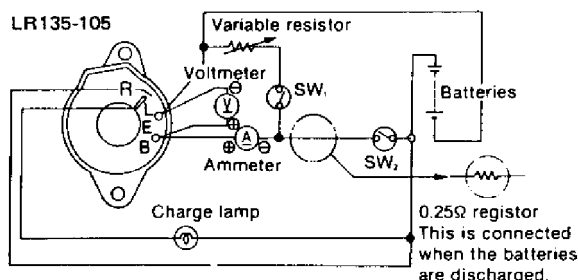 LR135-105
Variable resistor
R
L
E
B
Voltmeter
⊖
V
⊕
SW₁
Batteries
A
⊕
⊖
Ammeter
SW₂
Charge lamp
0.25Ω registor
This is connected
when the batteries
are discharged.